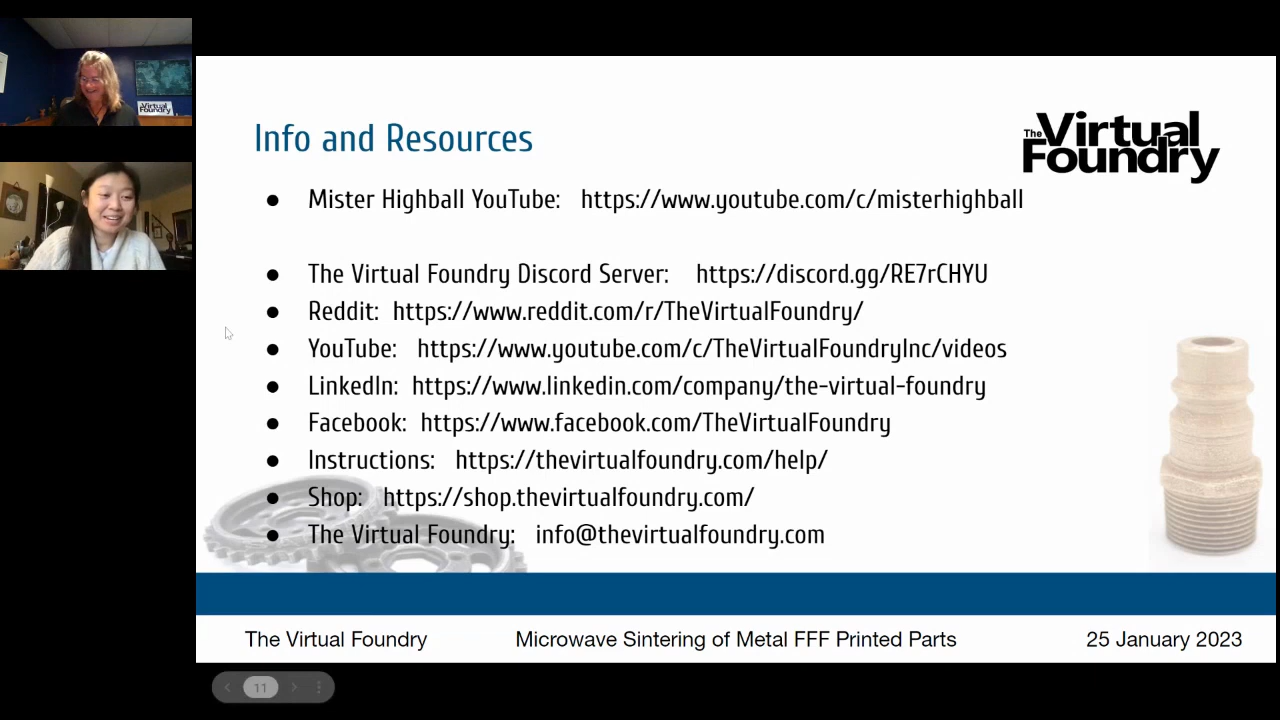 Virtual
Foundry
Info and Resources
The Virtual
Foundry
● Mister Highball YouTube: https://www.youtube.com/c/misterhighball
● The Virtual Foundry Discord Server: https://discord.gg/RE7rCHYU
● Reddit: https://www.reddit.com/r/TheVirtualFoundry/
● YouTube: https://www.youtube.com/c/TheVirtualFoundryInc/videos
● LinkedIn: https://www.linkedin.com/company/the-virtual-foundry
● Facebook: https://www.facebook.com/TheVirtualFoundry
● Instructions: https://thevirtualfoundry.com/help/
● Shop: https://shop.thevirtualfoundry.com/
● The Virtual Foundry: info@thevirtualfoundry.com
The Virtual Foundry Microwave Sintering of Metal FFF Printed Parts 25 January 2023
11